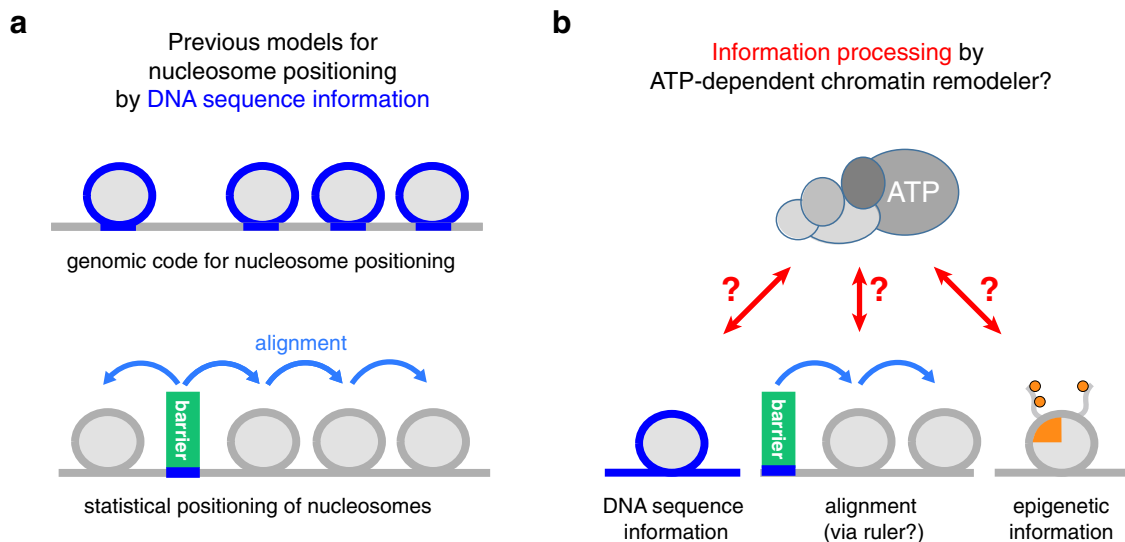 a
Previous models for
nucleosome positioning
by DNA sequence information
genomic code for nucleosome positioning
alignment
barrier
statistical positioning of nucleosomes
b
Information processing by
ATP-dependent chromatin remodeler?
ATP
?
?
?
barrier
DNA sequence
information
alignment
(via ruler?)
epigenetic
information